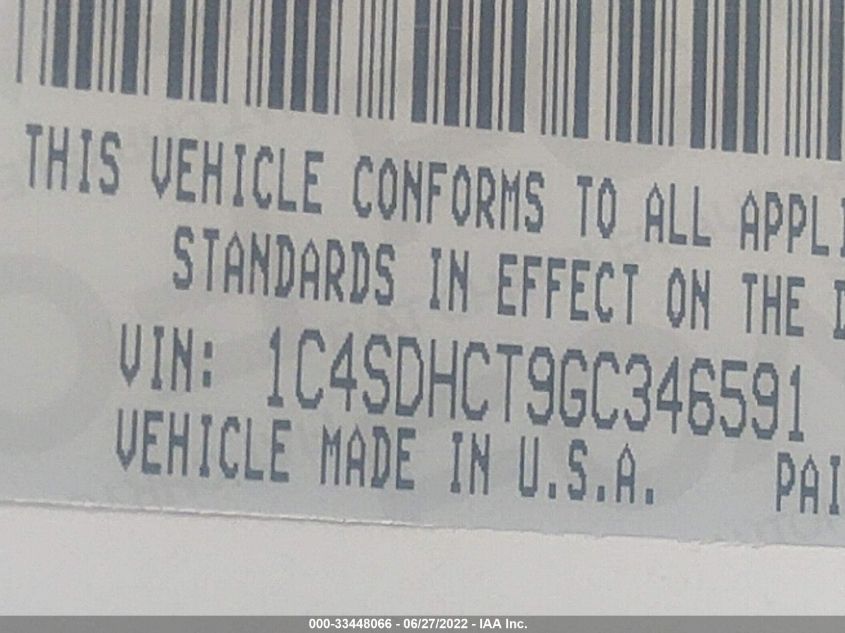 THIS VEHICLE CONFORMS TO ALL APPLI
STANDARDS IN EFFECT ON THE D
VIN: 1C4SDHCT9GC346591
VEHICLE MADE IN U.S.A. PAI
000-33448066 - 06/27/2022 - IAA Inc.